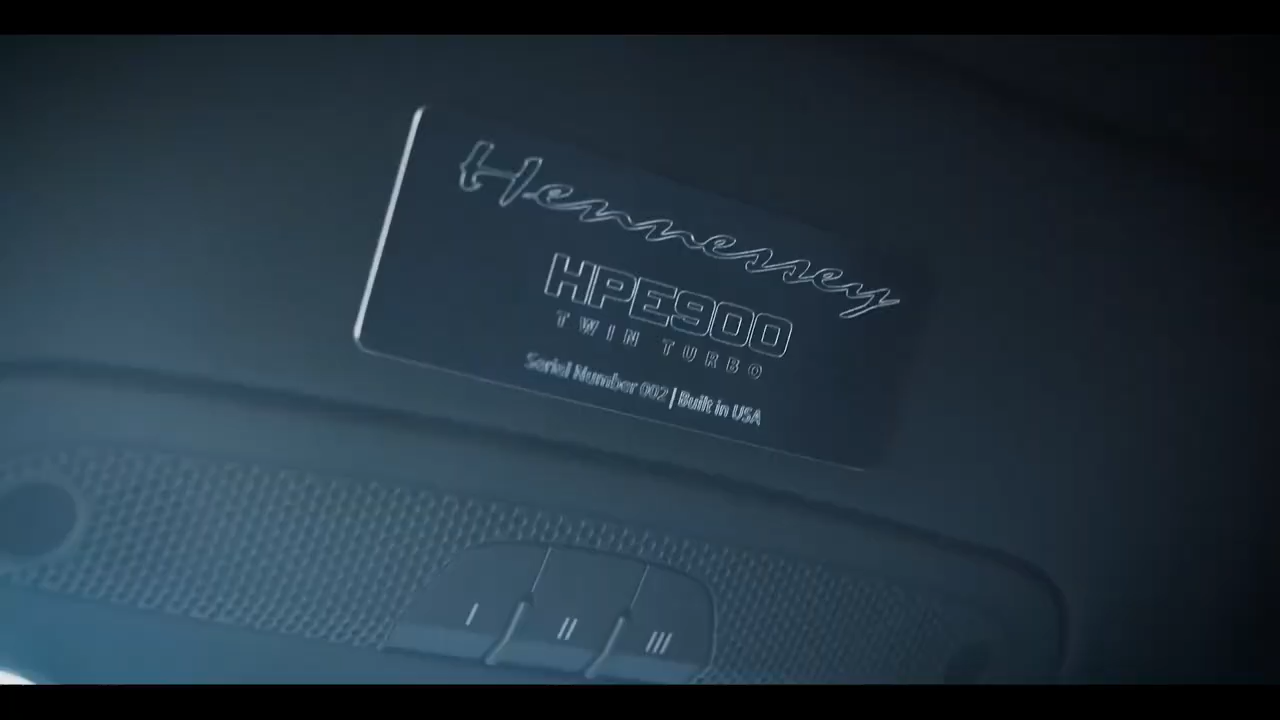 Hennessey
HPE900
TWIN TURBO
Serial Number 002 | Built in USA
I II III